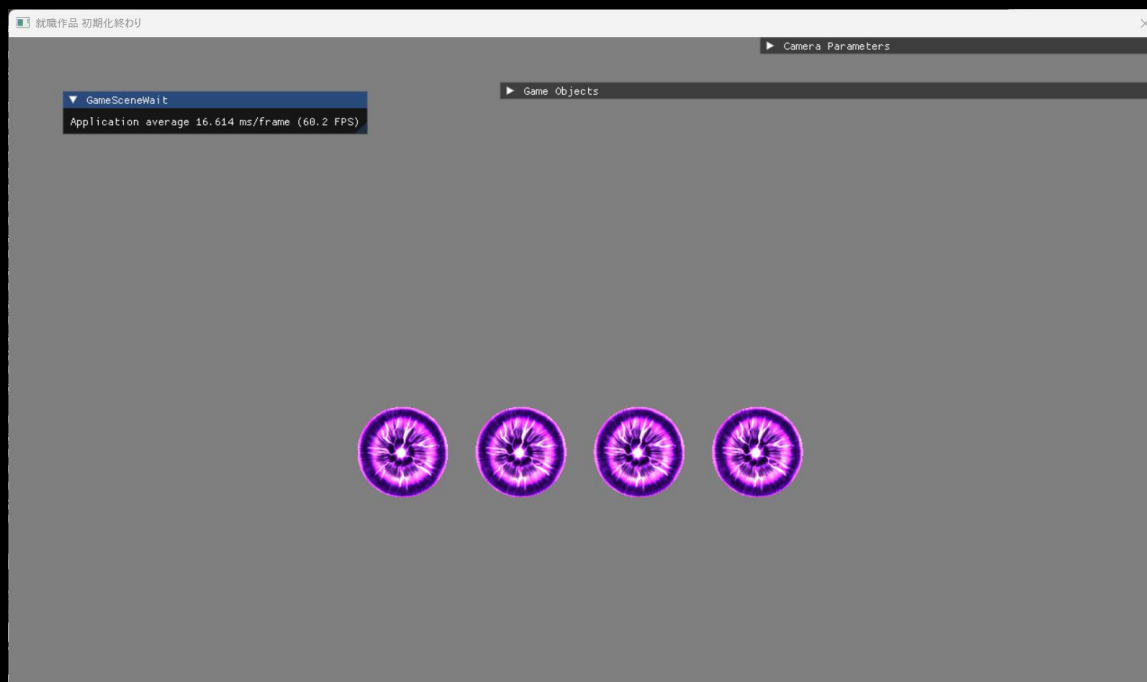 就職作品 初期化終わり
Camera Parameters
Game Objects
GameSceneWait
Application average 16.614 ms/frame (60.2 FPS)